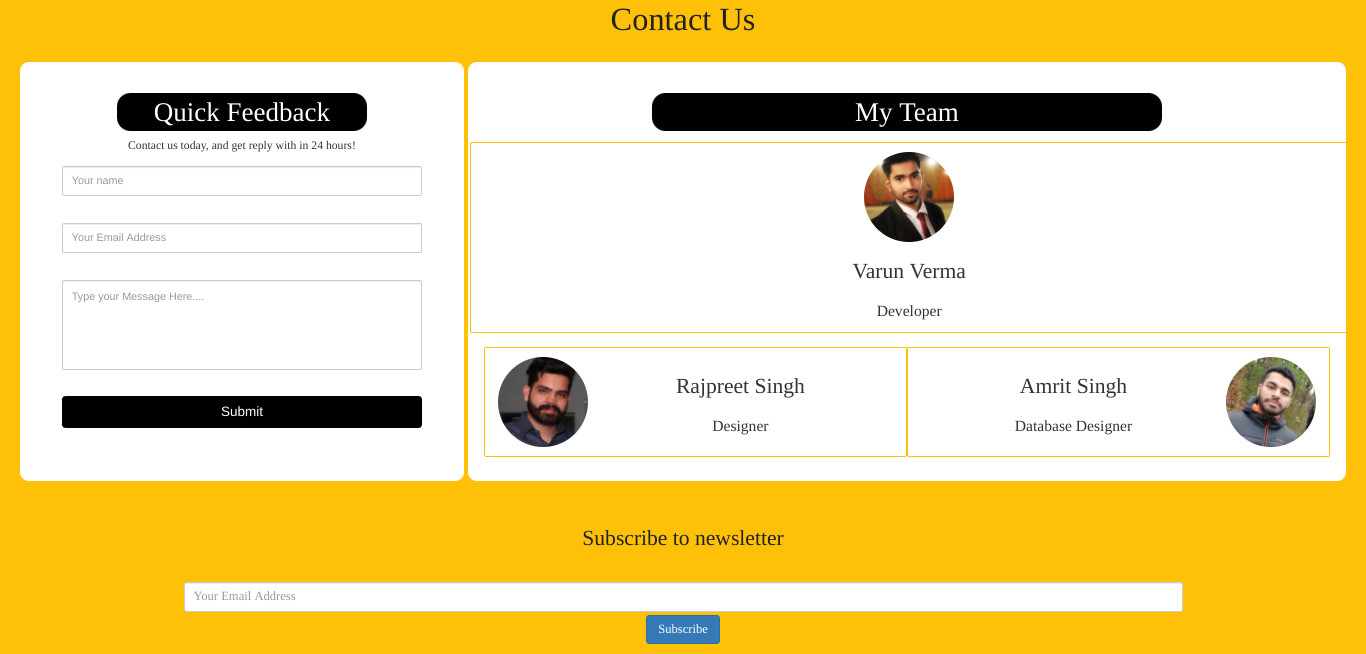 Contact Us
Quick Feedback
Contact us today, and get reply with in 24 hours!
Your name
Your Email Address
Type your Message Here....
Submit
My Team
Varun Verma
Developer
Rajpreet Singh
Designer
Amrit Singh
Database Designer
Subscribe to newsletter
Your Email Address
Subscribe